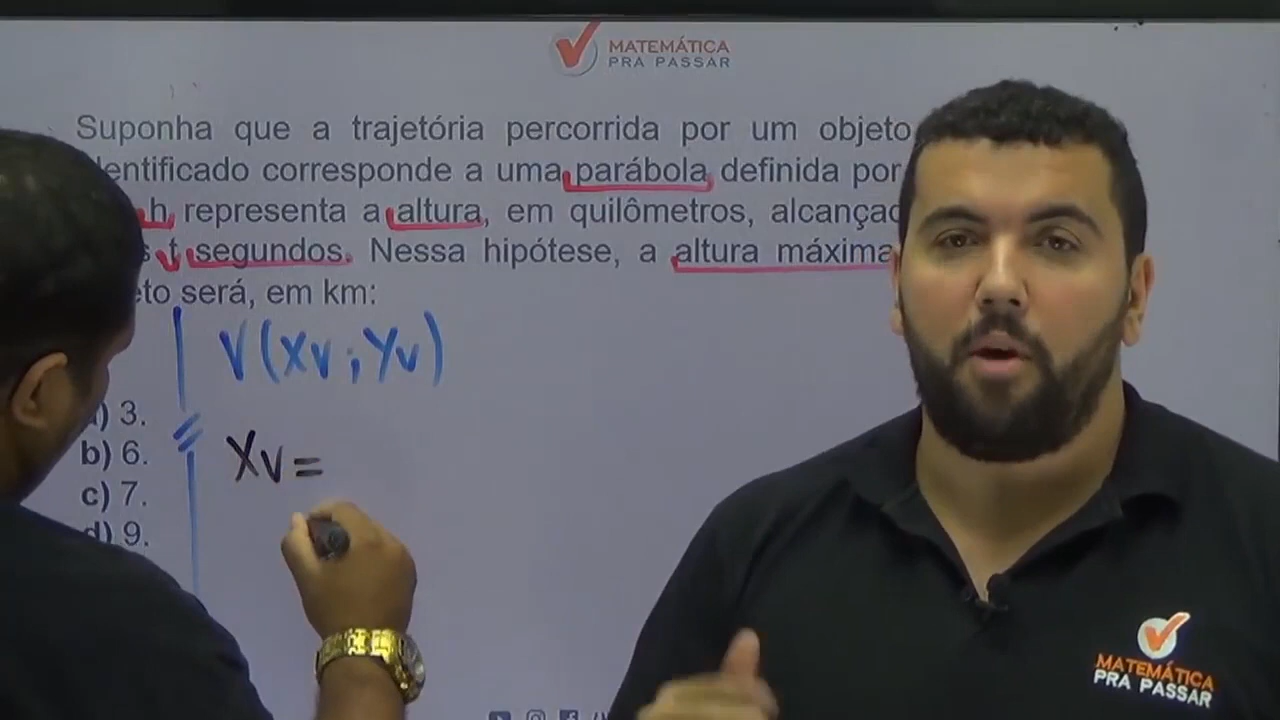 MATEMÁTICA
PRA PASSAR
Suponha que a trajetória percorrida por um objeto
entificado corresponde a uma parábola definida por
h representa a altura, em quilômetros, alcançad
s t segundos. Nessa hipótese, a altura máxima
eto será, em km:
V(Xv ; Yv)
) 3.
Xv =
b) 6.
c) 7.
d) 9.
MATEMÁTICA
PRA PASSAR